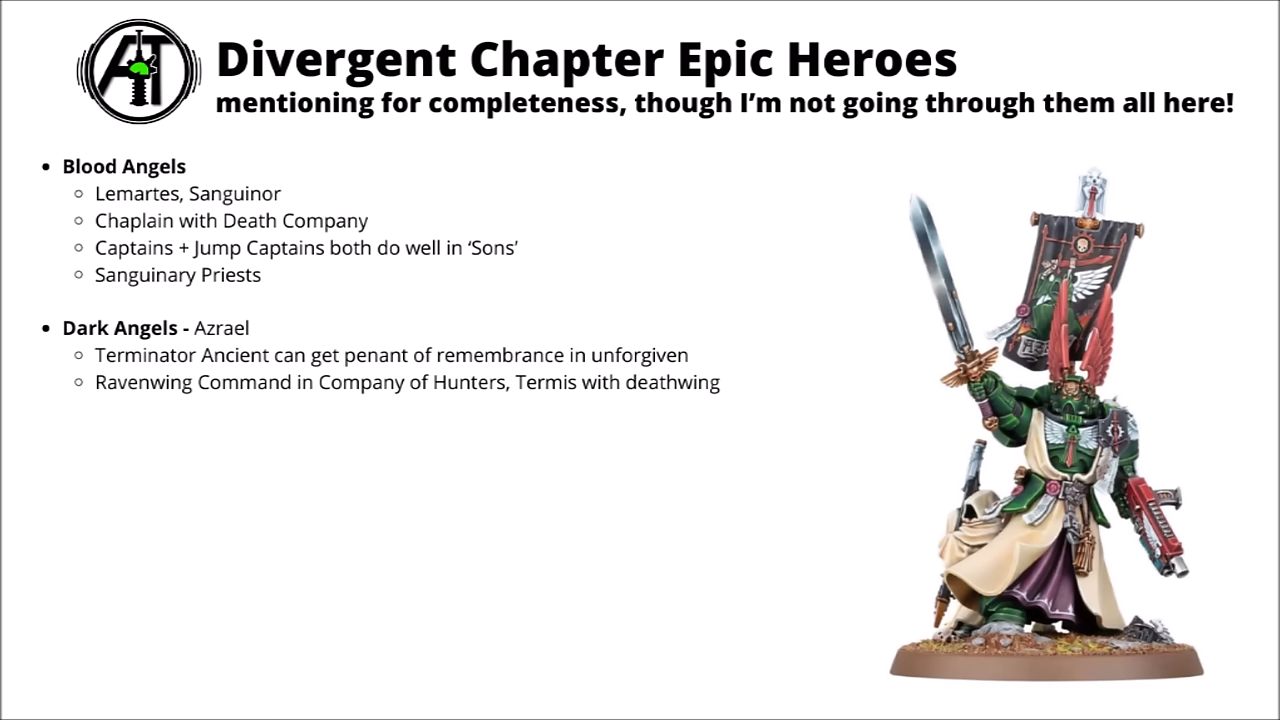 AT
Divergent Chapter Epic Heroes
mentioning for completeness, though I'm not going through them all here!
• Blood Angels
○ Lemartes, Sanguinor
○ Chaplain with Death Company
○ Captains + Jump Captains both do well in ‘Sons’
○ Sanguinary Priests
• Dark Angels - Azrael
○ Terminator Ancient can get penant of remembrance in unforgiven
○ Ravenwing Command in Company of Hunters, Termis with deathwing